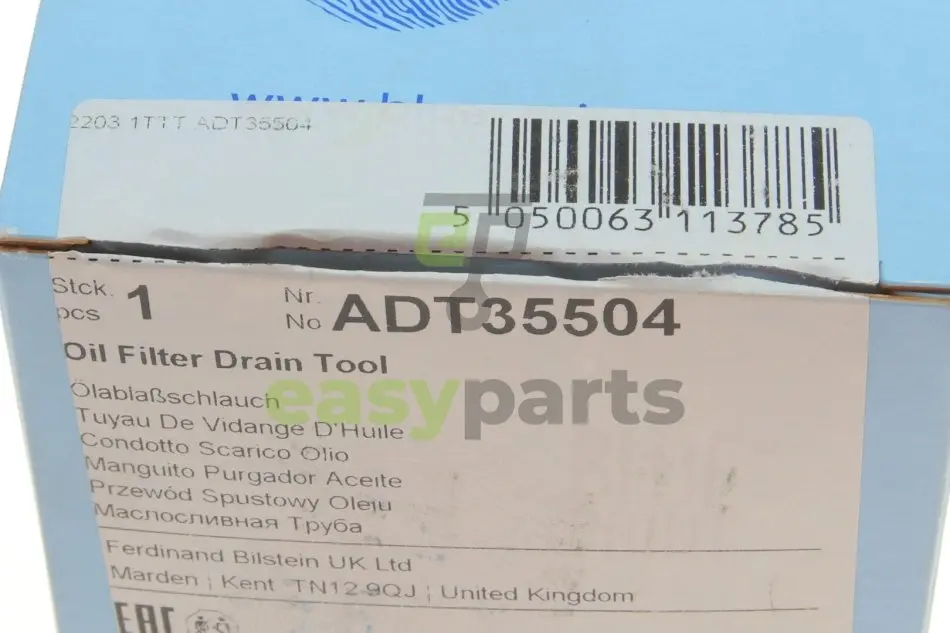 2203 1TTT ADT35504
5 050063 113785
Stck. 1 Nr. ADT35504
pcs No
Oil Filter Drain Tool
Ölablaßschlauch
easyparts
Tuyau De Vidange D'Huile
Condotto Scarico Olio
Manguito Purgador Aceite
Przewód Spustowy Oleju
Маслосливная Труба
Ferdinand Bilstein UK Ltd
Marden ; Kent TN12 9QJ ; United Kingdom
EAC